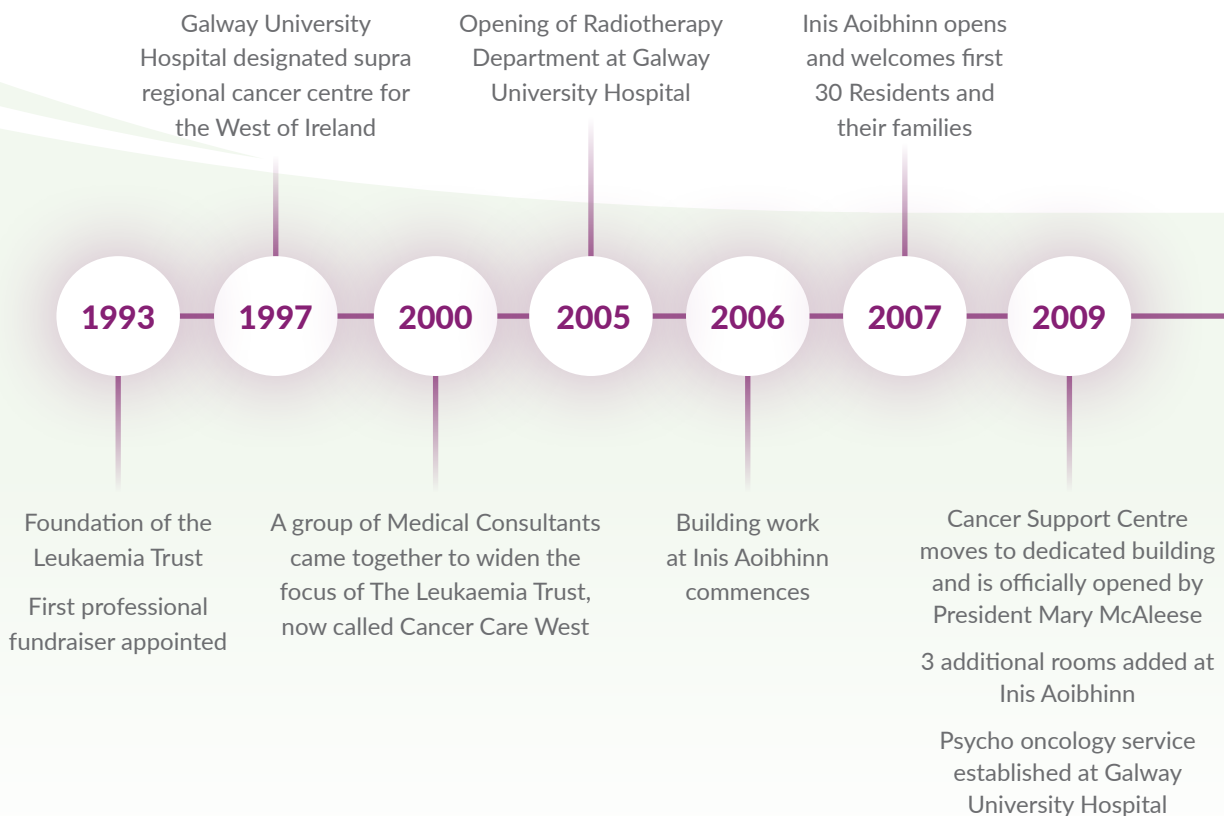 Galway University
Hospital designated supra
regional cancer centre for
the West of Ireland
Opening of Radiotherapy
Department at Galway
University Hospital
Inis Aoibhinn opens
and welcomes first
30 Residents and
their families
1993
1997
2000
2005
2006
2007
2009
Foundation of the
Leukaemia Trust
First professional
fundraiser appointed
A group of Medical Consultants
came together to widen the
focus of The Leukaemia Trust,
now called Cancer Care West
Building work
at Inis Aoibhinn
commences
Cancer Support Centre
moves to dedicated building
and is officially opened by
President Mary McAleese
3 additional rooms added at
Inis Aoibhinn
Psycho oncology service
established at Galway
University Hospital